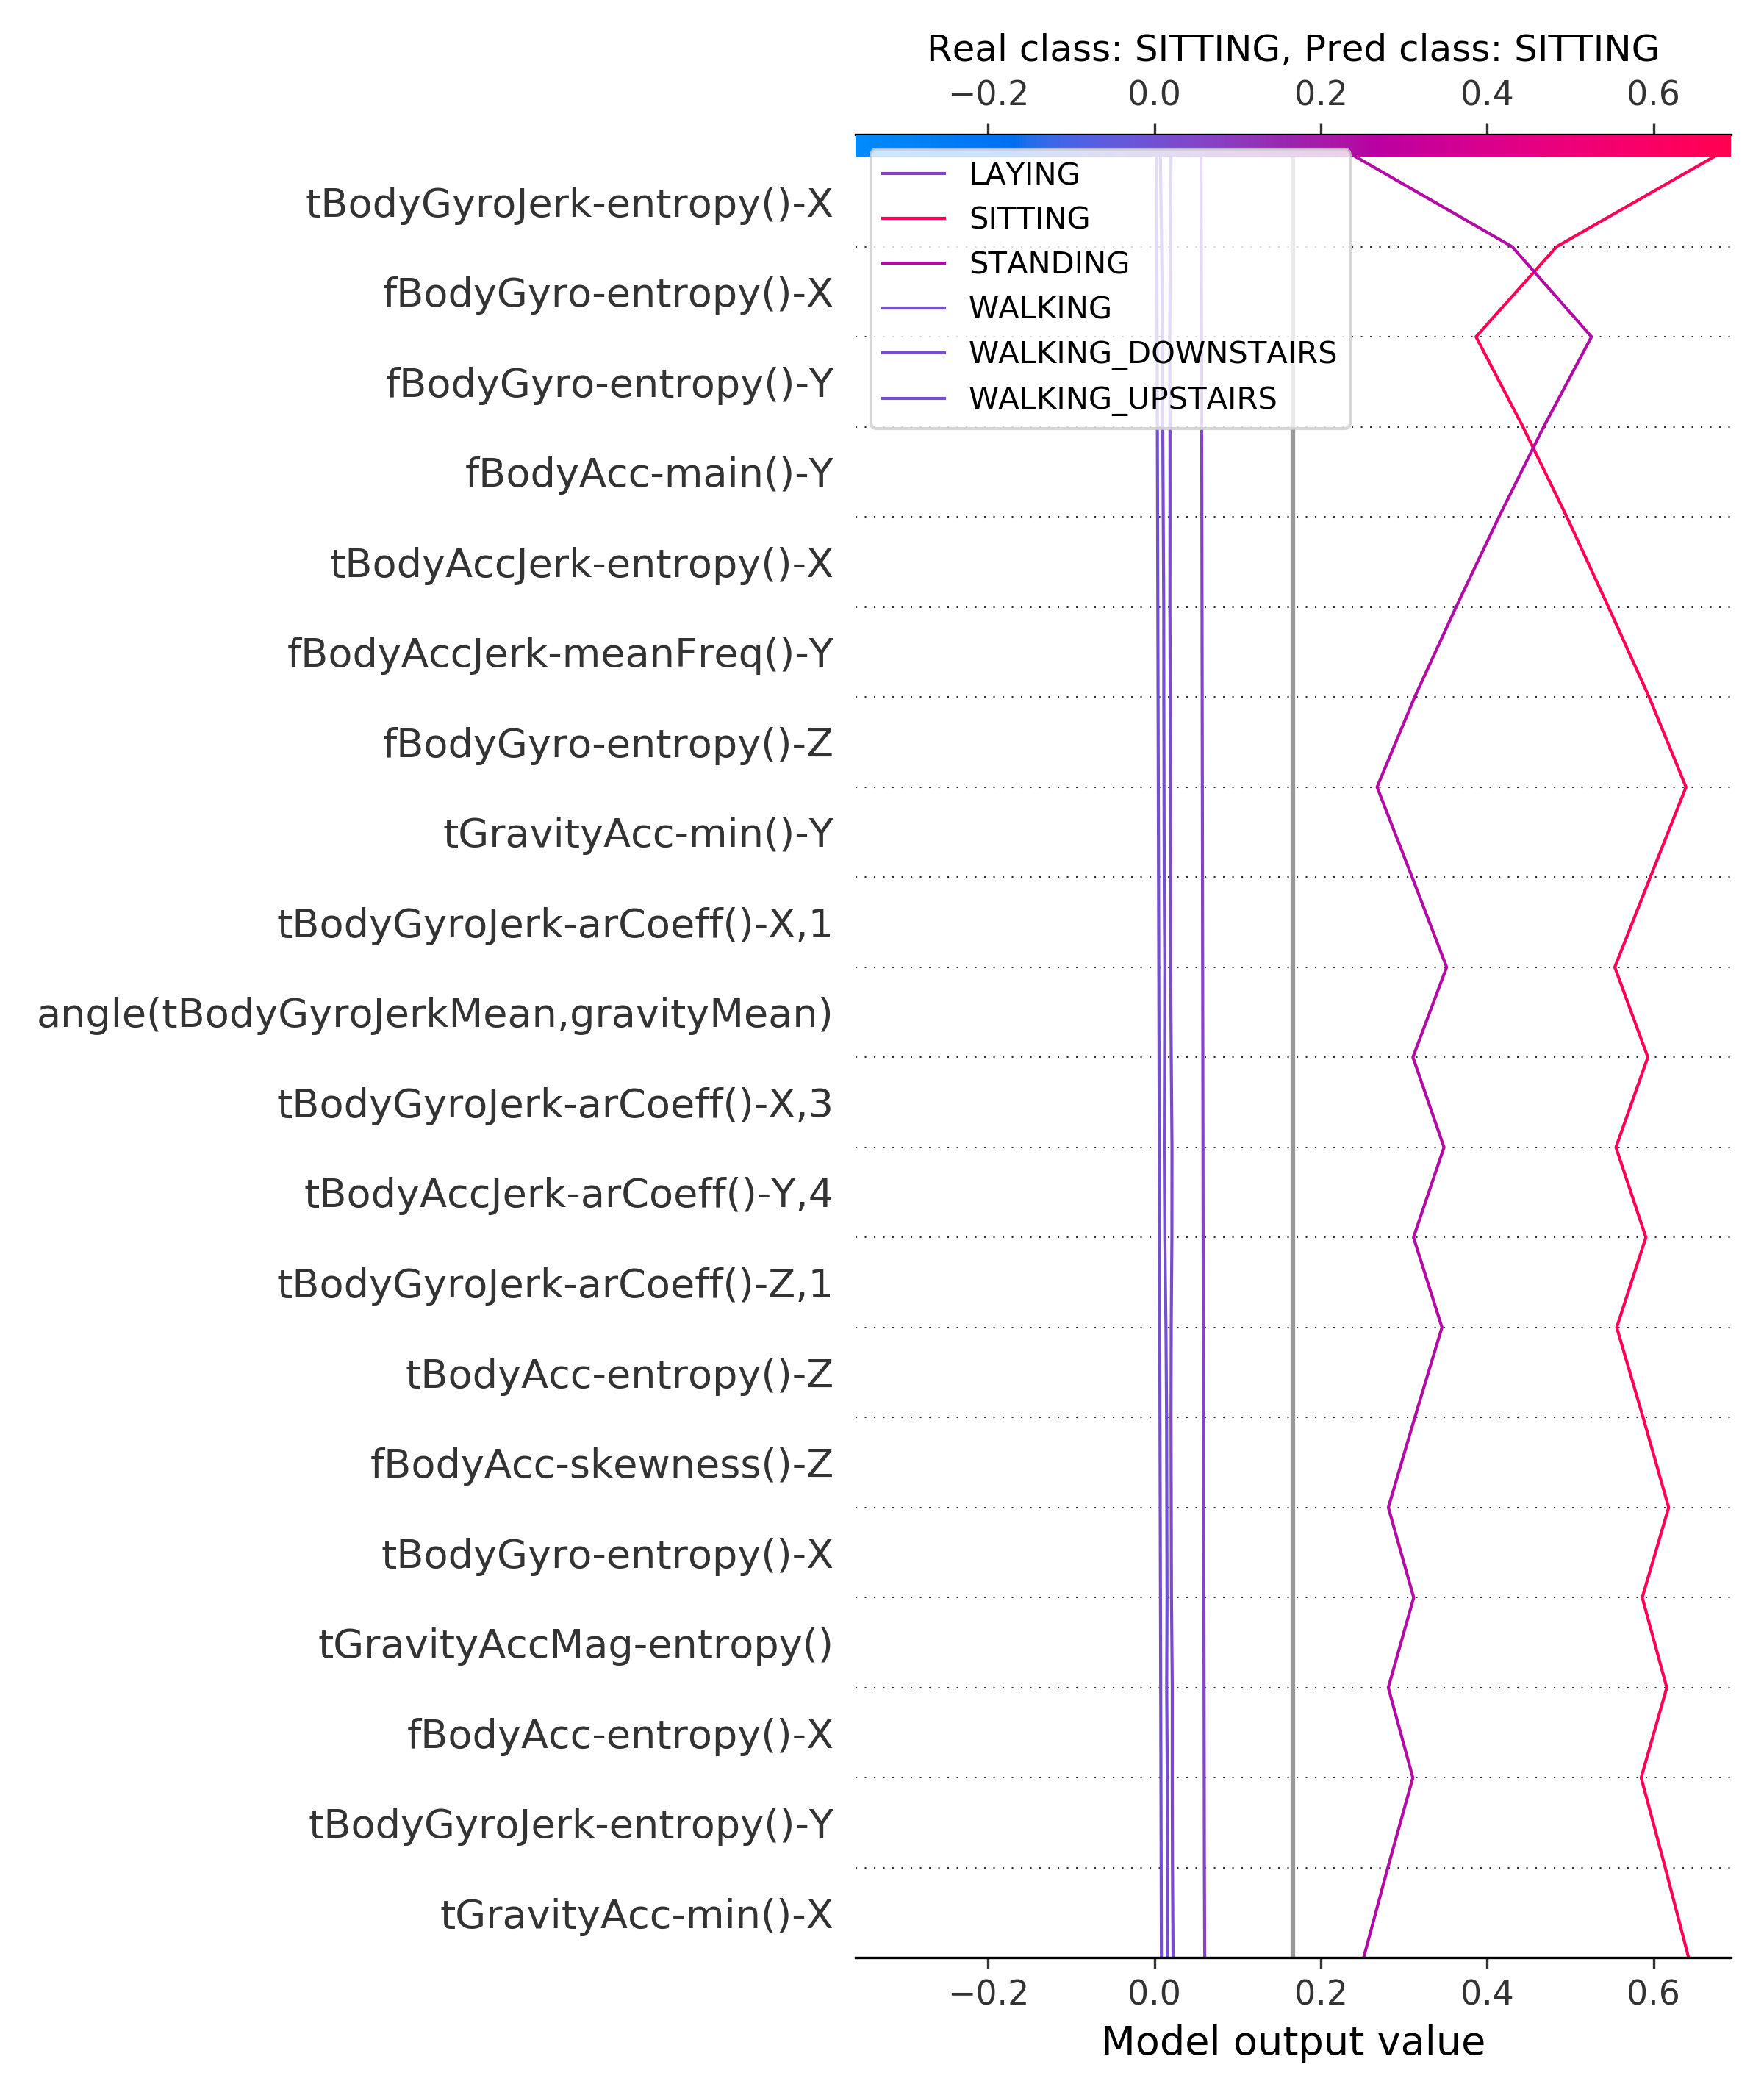 Real class: SITTING, Pred class: SITTING
−0.2 0.0 0.2 0.4 0.6
LAYING
SITTING
STANDING
WALKING
WALKING_DOWNSTAIRS
WALKING_UPSTAIRS
tBodyGyroJerk-entropy()-X
fBodyGyro-entropy()-X
fBodyGyro-entropy()-Y
fBodyAcc-main()-Y
tBodyAccJerk-entropy()-X
fBodyAccJerk-meanFreq()-Y
fBodyGyro-entropy()-Z
tGravityAcc-min()-Y
tBodyGyroJerk-arCoeff()-X,1
angle(tBodyGyroJerkMean,gravityMean)
tBodyGyroJerk-arCoeff()-X,3
tBodyAccJerk-arCoeff()-Y,4
tBodyGyroJerk-arCoeff()-Z,1
tBodyAcc-entropy()-Z
fBodyAcc-skewness()-Z
tBodyGyro-entropy()-X
tGravityAccMag-entropy()
fBodyAcc-entropy()-X
tBodyGyroJerk-entropy()-Y
tGravityAcc-min()-X
−0.2 0.0 0.2 0.4 0.6
Model output value